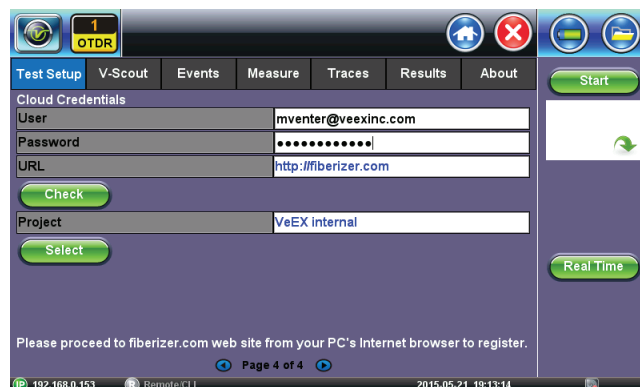 1
OTDR
Test Setup V-Scout Events Measure Traces Results About
Start
Cloud Credentials
User mventer@veexinc.com
Password ••••••••••••
URL http://fiberizer.com
Check
Project VeEX internal
Select
Real Time
Please proceed to fiberizer.com web site from your PC's Internet browser to register.
Page 4 of 4
IP 192.168.0.153 R Remote/CLI 2015-05-21 19:13:14